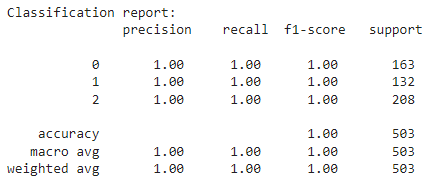 Classification report:
precision recall f1-score support
0 1.00 1.00 1.00 163
1 1.00 1.00 1.00 132
2 1.00 1.00 1.00 208
accuracy 1.00 503
macro avg 1.00 1.00 1.00 503
weighted avg 1.00 1.00 1.00 503